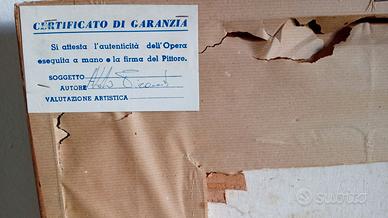 CERTIFICATO DI GARANZIA
Si attesta l'autenticità dell'Opera
eseguita a mano e la firma del Pittore.
SOGGETTO
AUTORE Aldo
VALUTAZIONE ARTISTICA
subito